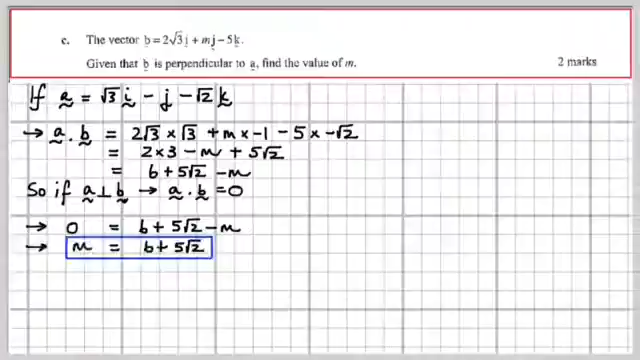 c. The vector b = 2√3 i + mj – 5k.
Given that b is perpendicular to a, find the value of m. 2 marks
If a = √3 i - j - √2 k
→ a . b = 2√3 × √3 + m × -1 - 5 × -√2
= 2×3 - m + 5√2
= 6 + 5√2 - m
So if a ⊥ b → a . b = 0
→ 0 = 6 + 5√2 - m
→ m = 6 + 5√2